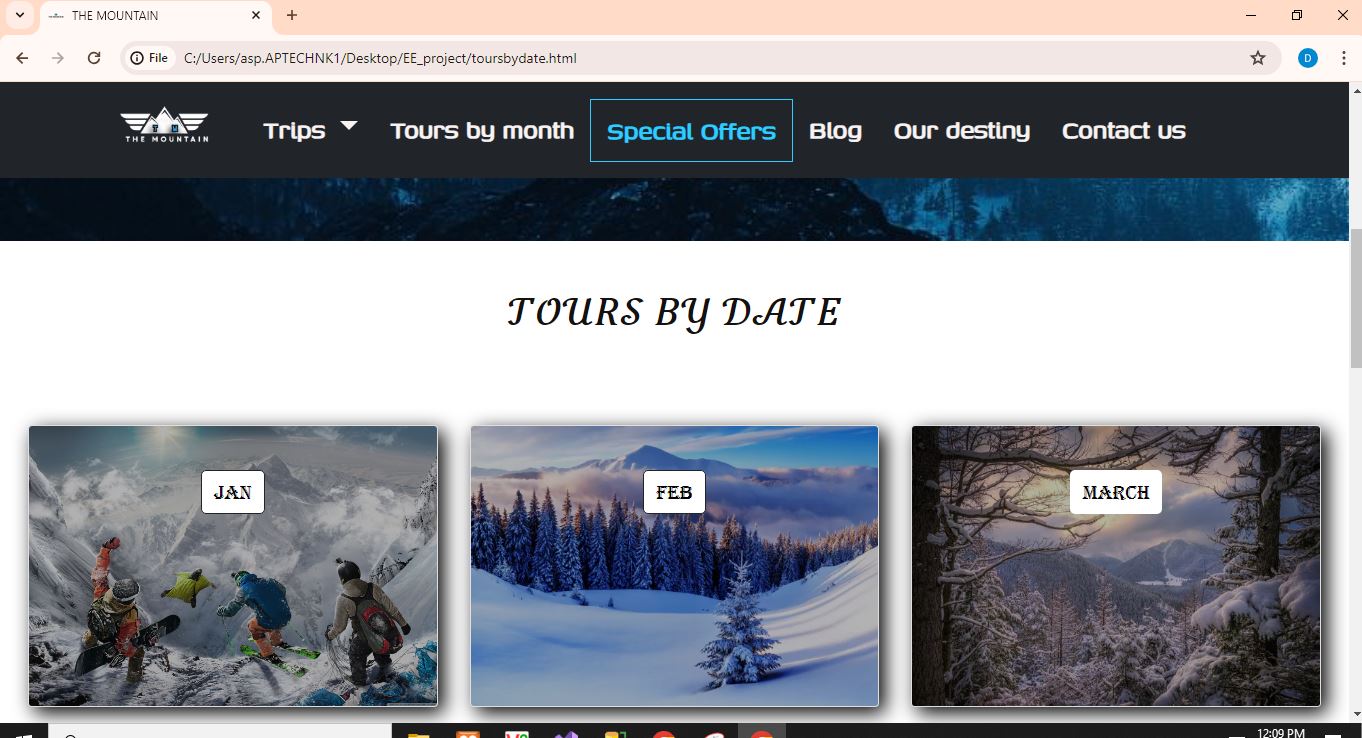 THE MOUNTAIN
File C:/Users/asp.APTECHNK1/Desktop/EE_project/toursbydate.html
D
T M
THE MOUNTAIN
Trips Tours by month Special Offers Blog Our destiny Contact us
TOURS BY DATE
JAN FEB MARCH
12:09 PM